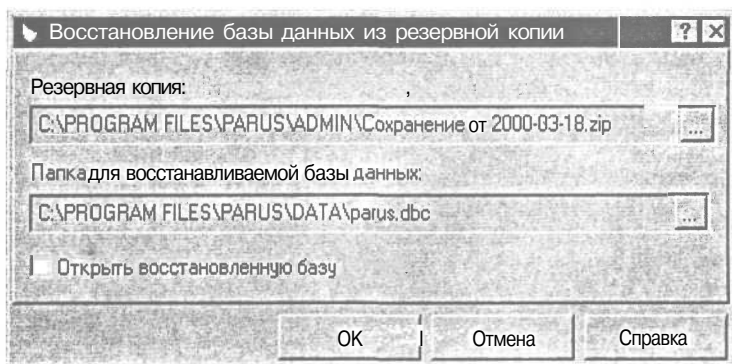 Восстановление базы данных из резервной копии
Резервная копия:
C:\PROGRAM FILES\PARUS\ADMIN\Сохранение от 2000-03-18.zip
...
Папка для восстанавливаемой базы данных:
C:\PROGRAM FILES\PARUS\DATA\parus.dbc
...
Открыть восстановленную базу
OK
Отмена
Справка